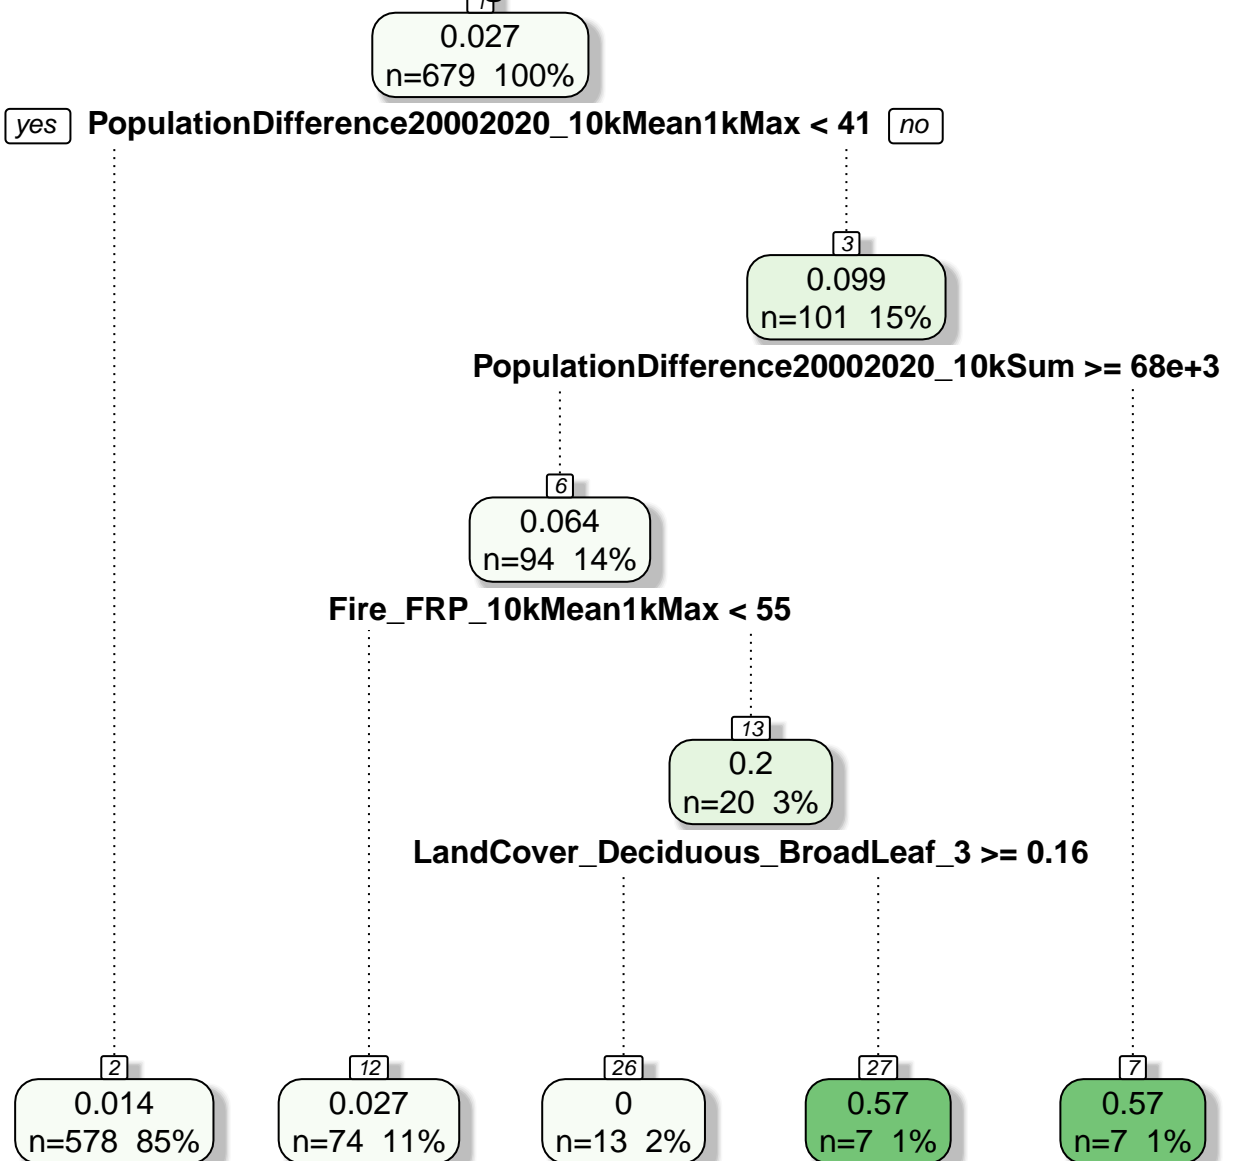 1
0.027
n=679 100%
yes PopulationDifference20002020_10kMean1kMax < 41 no
3
0.099
n=101 15%
PopulationDifference20002020_10kSum >= 68e+3
6
0.064
n=94 14%
Fire_FRP_10kMean1kMax < 55
13
0.2
n=20 3%
LandCover_Deciduous_BroadLeaf_3 >= 0.16
2
0.014
n=578 85%
12
0.027
n=74 11%
26
0
n=13 2%
27
0.57
n=7 1%
7
0.57
n=7 1%